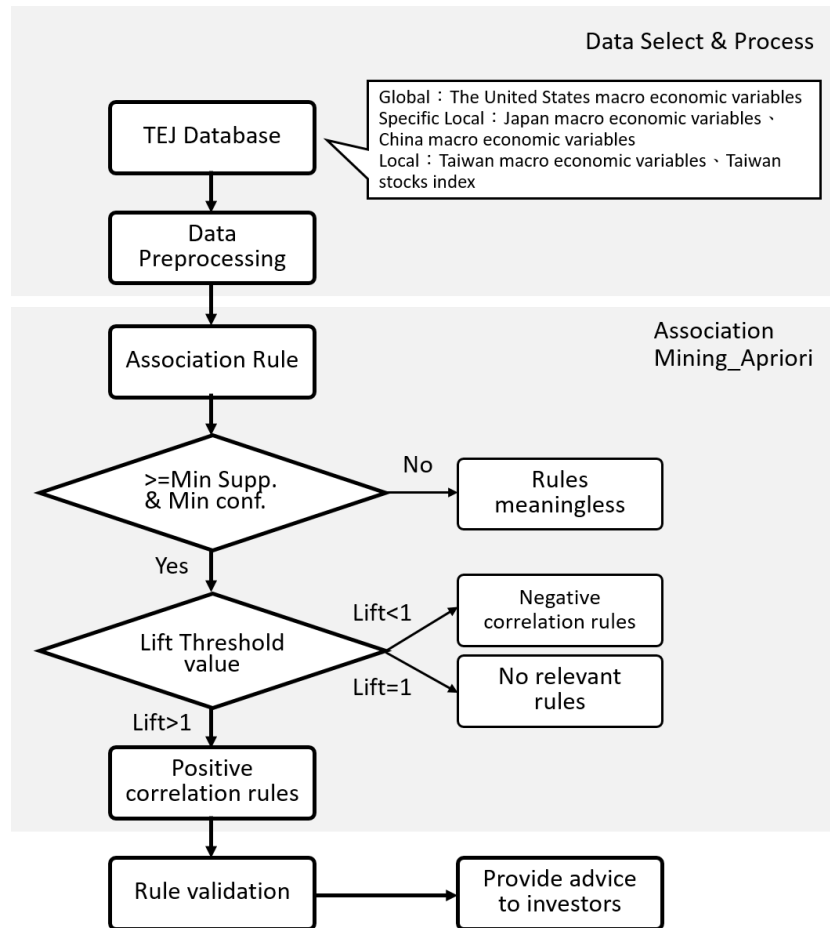 Data Select & Process
TEJ Database
Global：The United States macro economic variables
Specific Local：Japan macro economic variables、
China macro economic variables
Local：Taiwan macro economic variables、Taiwan
stocks index
Data
Preprocessing
Association
Mining_Apriori
Association Rule
>=Min Supp.
& Min conf.
No
Rules
meaningless
Yes
Lift Threshold
value
Lift<1
Negative
correlation rules
Lift=1
No relevant
rules
Lift>1
Positive
correlation rules
Rule validation
Provide advice
to investors